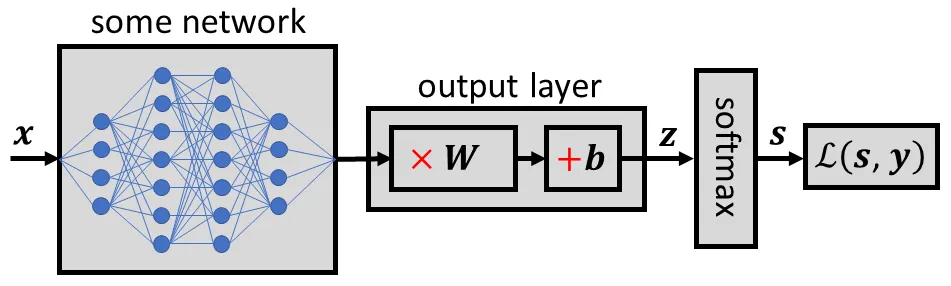 some network
x
output layer
× W
+b
z
softmax
s
ℒ(s, y)